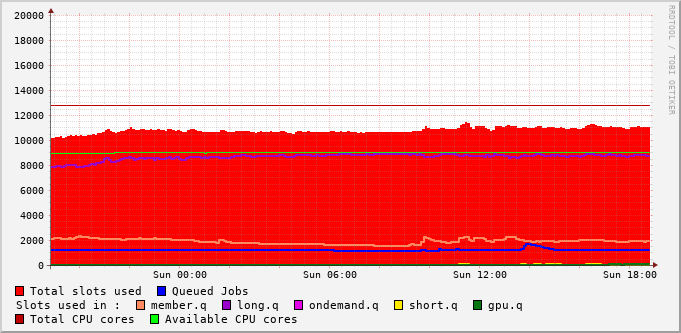 20000
18000
16000
14000
12000
10000
8000
6000
4000
2000
0
Sun 00:00 Sun 06:00 Sun 12:00 Sun 18:00
Total slots used Queued Jobs
Slots used in : member.q long.q ondemand.q short.q gpu.q
Total CPU cores Available CPU cores
RRDTOOL / TOBI OETIKER